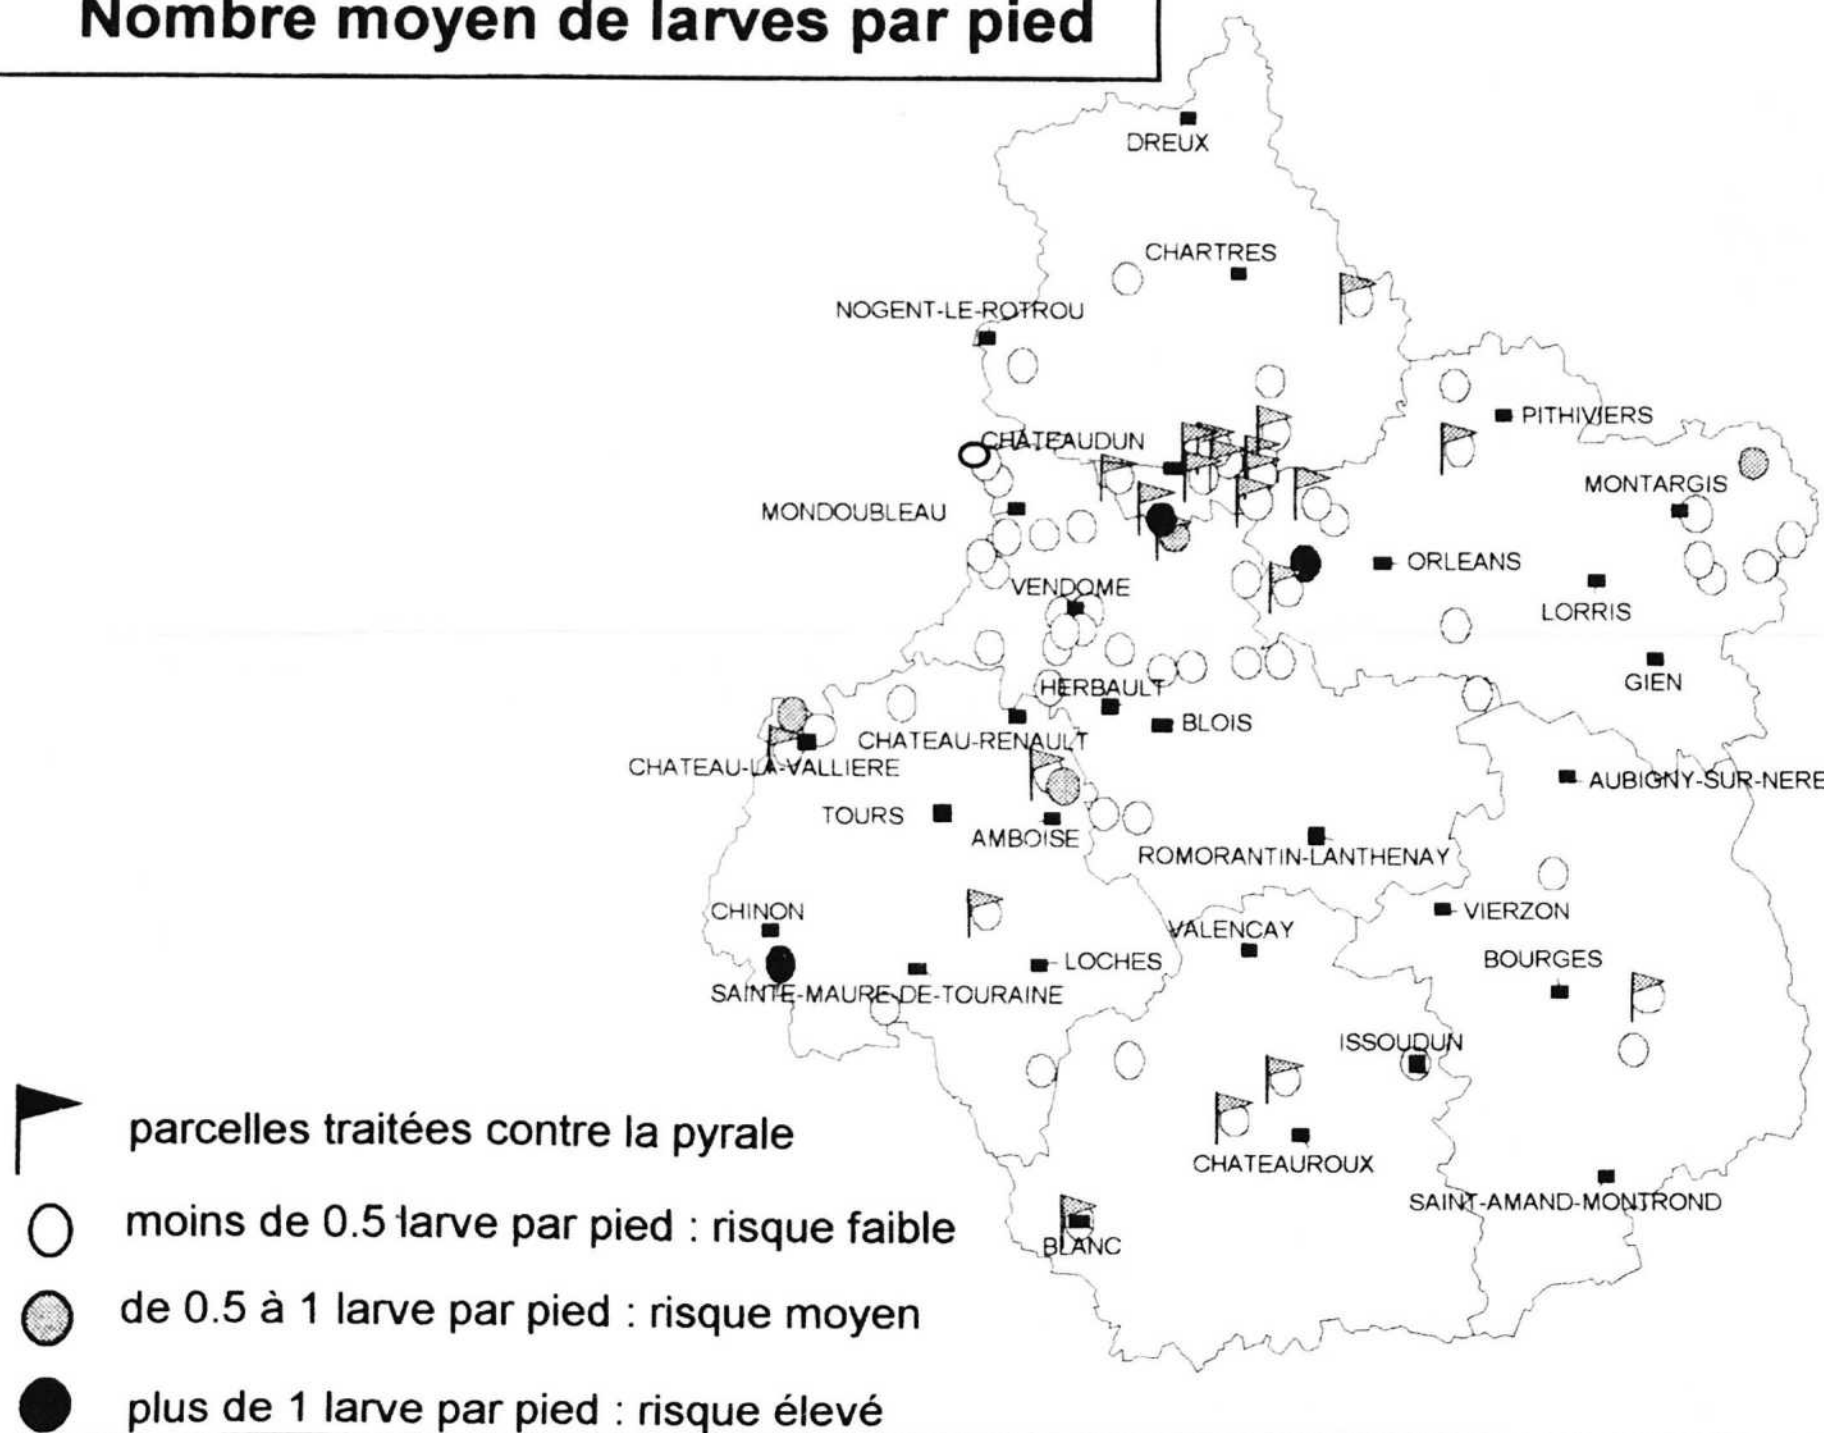 Nombre moyen de larves par pied
DREUX
CHARTRES
NOGENT-LE-ROTROU
PITHIVIERS
CHATEAUDUN
MONTARGIS
MONDOUBLEAU
ORLEANS
VENDOME
LORRIS
GIEN
HERBAULT
BLOIS
CHATEAU-RENAULT
CHATEAU-LA-VALLIERE
AUBIGNY-SUR-NERE
TOURS
AMBOISE
ROMORANTIN-LANTHENAY
CHINON
VIERZON
VALENCAY
LOCHES
BOURGES
SAINTE-MAURE-DE-TOURAINE
ISSOUDUN
parcelles traitées contre la pyrale
CHATEAUROUX
SAINT-AMAND-MONTROND
moins de 0.5 larve par pied : risque faible
BLANC
de 0.5 à 1 larve par pied : risque moyen
plus de 1 larve par pied : risque élevé